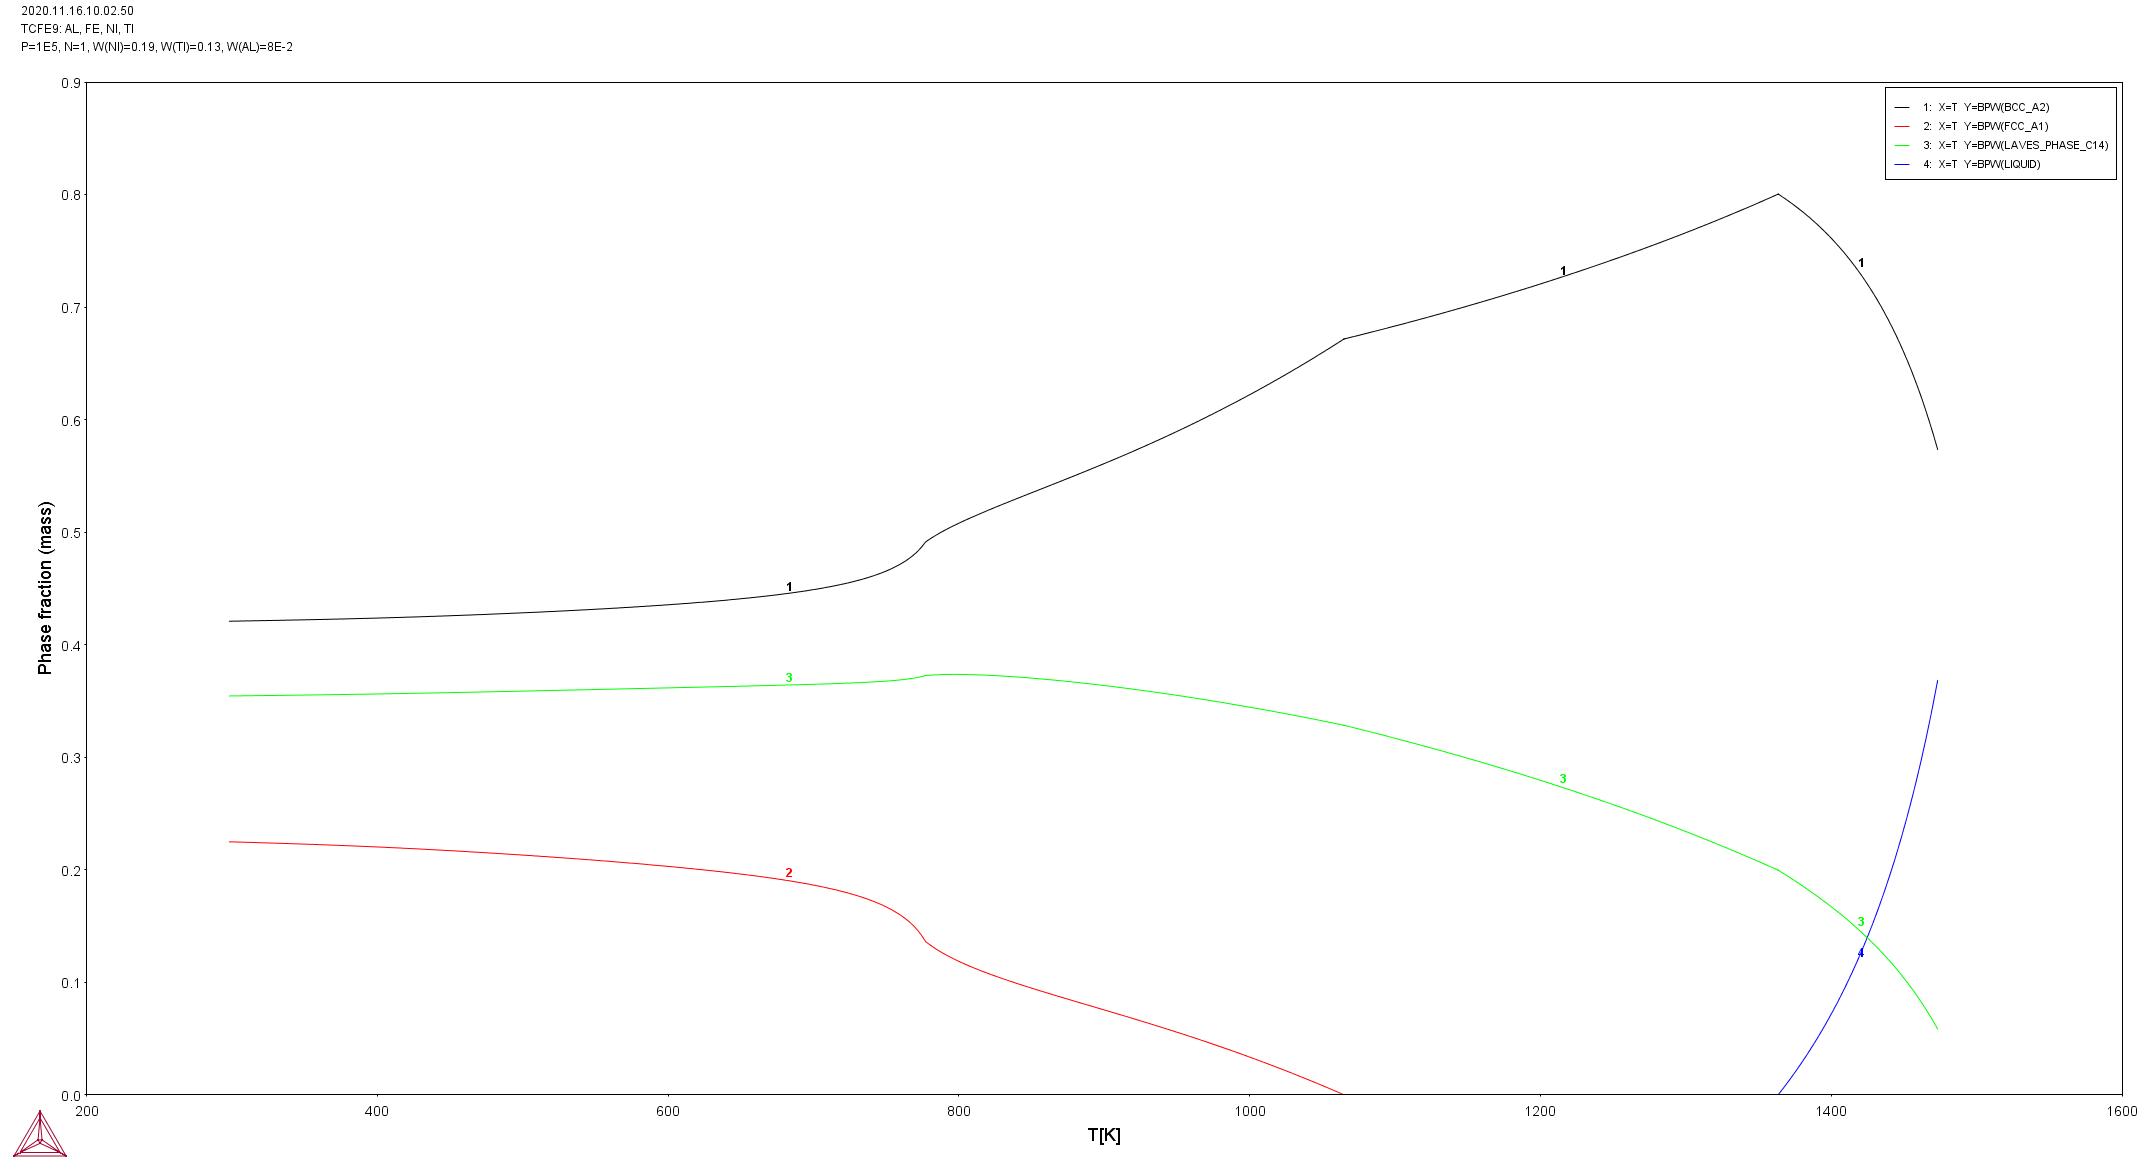 2020.11.16.10.02.50
TCFE9: AL, FE, NI, TI
P=1E5, N=1, W(NI)=0.19, W(TI)=0.13, W(AL)=8E-2
1: X=T Y=BPW(BCC_A2)
2: X=T Y=BPW(FCC_A1)
3: X=T Y=BPW(LAVES_PHASE_C14)
4: X=T Y=BPW(LIQUID)
Phase fraction (mass)
0.9
0.8
0.7
0.6
0.5
0.4
0.3
0.2
0.1
0.0
1
1
1
3
3
3
2
4
200 400 600 800 1000 1200 1400 1600
T[K]